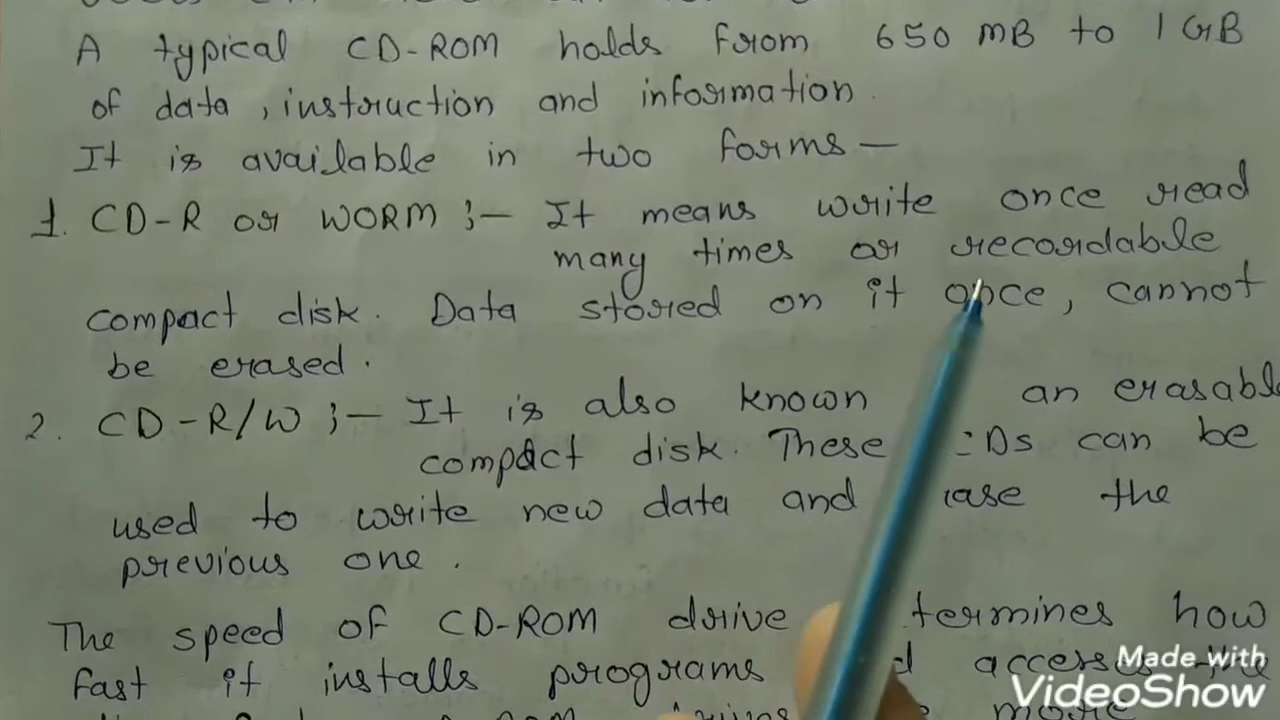 A typical CD-ROM holds from 650 MB to 1 GB
of data, instruction and information.
It is available in two forms —
1. CD-R or WORM ;— It means write once read
many times or recordable
compact disk. Data stored on it once, cannot
be erased.
2. CD-R/W ;— It is also known an erasable
compact disk. These CDs can be
used to write new data and the
previous one.
The speed of CD-ROM drive how
fast it installs programs accesses the
more
Made with
VideoShow